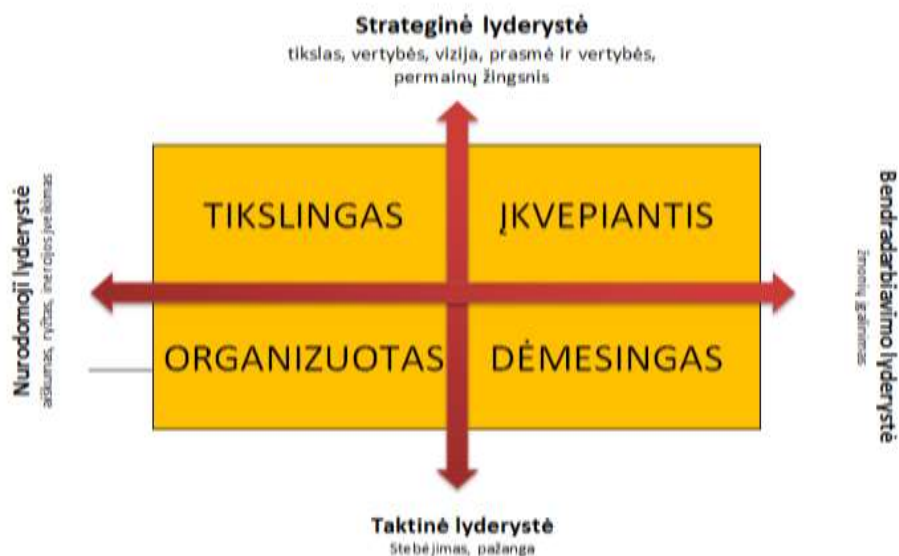 Strateginė lyderystė
tikslas, vertybės, vizija, prasmė ir vertybės,
permainų žingsnis
Nurodomoji lyderystė
aiškumas, ryžtas, inerojos įveikimas
TIKSLINGAS
ĮKVEPIANTIS
ORGANIZUOTAS
DĖMESINGAS
Bendradarbiavimo lyderystė
žmonių įgalinimas
Taktinė lyderystė
Stebėjimas, pažanga